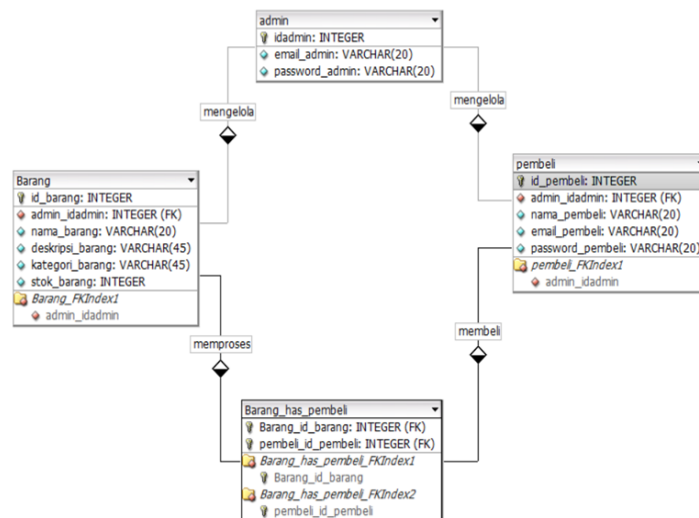 admin
idadmin: INTEGER
email_admin: VARCHAR(20)
password_admin: VARCHAR(20)
mengelola
mengelola
Barang
id_barang: INTEGER
admin_idadmin: INTEGER (FK)
nama_barang: VARCHAR(20)
deskripsi_barang: VARCHAR(45)
kategori_barang: VARCHAR(45)
stok_barang: INTEGER
Barang_FKIndex1
admin_idadmin
pembeli
id_pembeli: INTEGER
admin_idadmin: INTEGER (FK)
nama_pembeli: VARCHAR(20)
email_pembeli: VARCHAR(20)
password_pembeli: VARCHAR(20)
pembeli_FKIndex1
admin_idadmin
memproses
membeli
Barang_has_pembeli
Barang_id_barang: INTEGER (FK)
pembeli_id_pembeli: INTEGER (FK)
Barang_has_pembeli_FKIndex1
Barang_id_barang
Barang_has_pembeli_FKIndex2
pembeli_id_pembeli